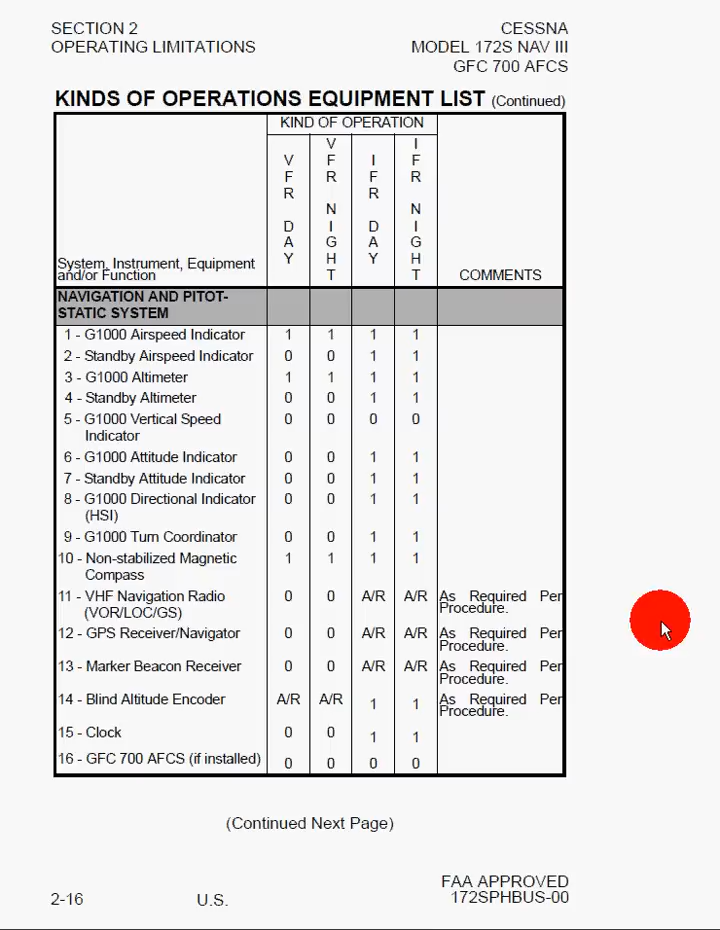 SECTION 2
OPERATING LIMITATIONS
CESSNA
MODEL 172S NAV III
GFC 700 AFCS
KINDS OF OPERATIONS EQUIPMENT LIST (Continued)
KIND OF OPERATION
System, Instrument, Equipment and/or Function
VFR DAY
VFR NIGHT
IFR DAY
IFR NIGHT
COMMENTS
NAVIGATION AND PITOT-
STATIC SYSTEM
1 - G1000 Airspeed Indicator 1 1 1 1
2 - Standby Airspeed Indicator 0 0 1 1
3 - G1000 Altimeter 1 1 1 1
4 - Standby Altimeter 0 0 1 1
5 - G1000 Vertical Speed 0 0 0 0
Indicator
6 - G1000 Attitude Indicator 0 0 1 1
7 - Standby Attitude Indicator 0 0 1 1
8 - G1000 Directional Indicator 0 0 1 1
(HSI)
9 - G1000 Turn Coordinator 0 0 1 1
10 - Non-stabilized Magnetic 1 1 1 1
Compass
11 - VHF Navigation Radio 0 0 A/R A/R As Required Per
(VOR/LOC/GS) Procedure.
12 - GPS Receiver/Navigator 0 0 A/R A/R As Required Per
Procedure.
13 - Marker Beacon Receiver 0 0 A/R A/R As Required Per
Procedure.
14 - Blind Altitude Encoder A/R A/R 1 1 As Required Per
Procedure.
15 - Clock 0 0 1 1
16 - GFC 700 AFCS (if installed) 0 0 0 0
(Continued Next Page)
FAA APPROVED
2-16 U.S. 172SPHBUS-00